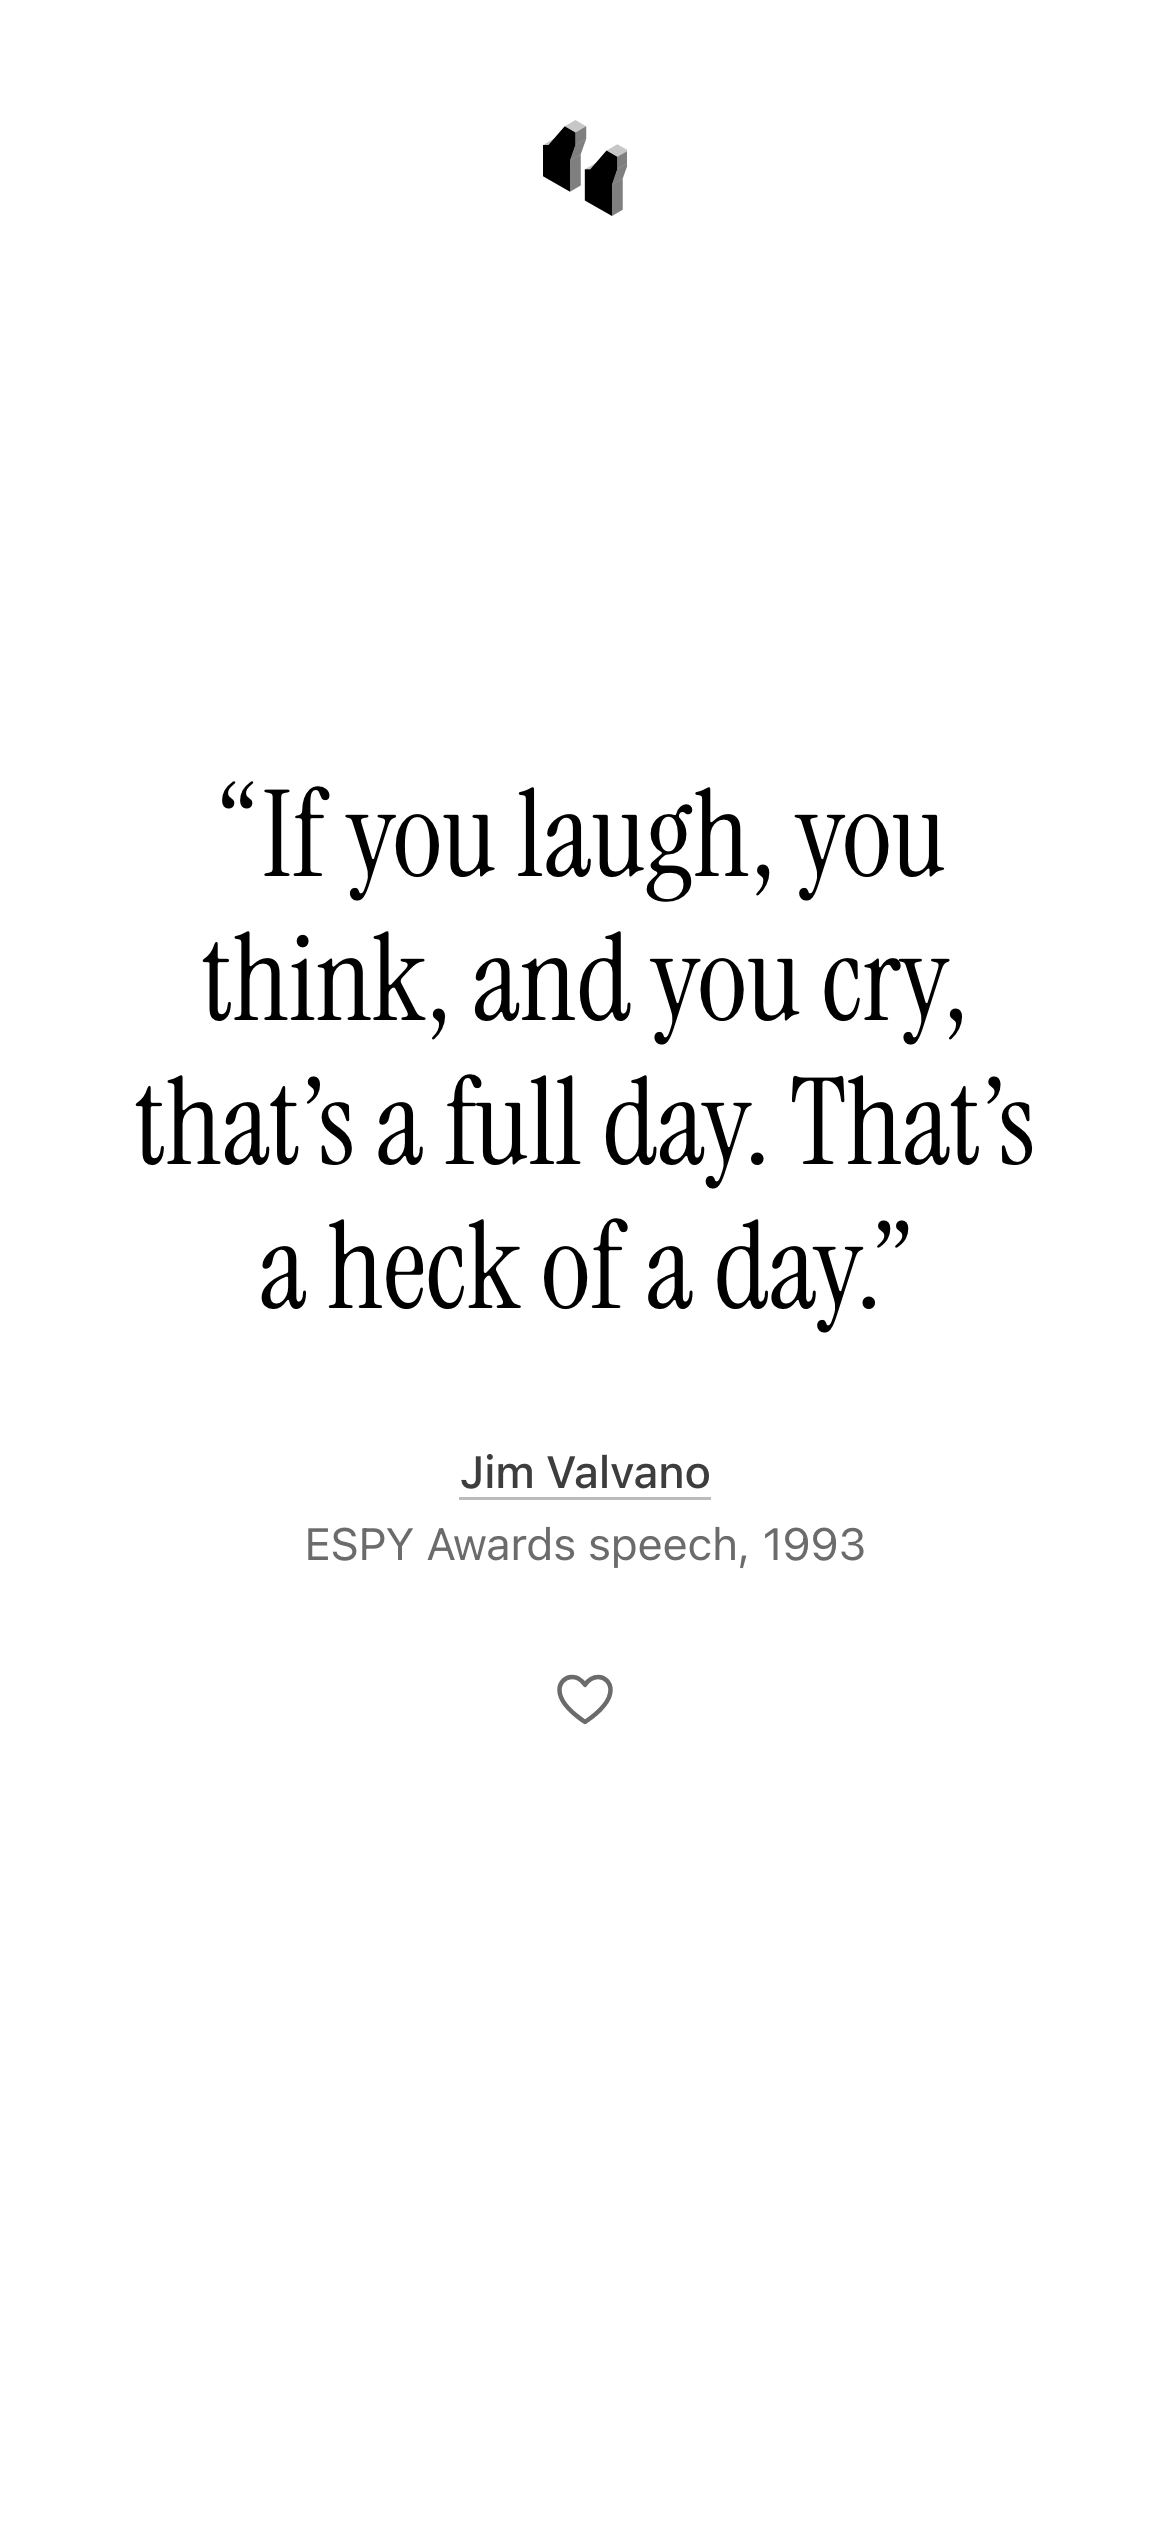 “If you laugh, you
think, and you cry,
that’s a full day. That’s
a heck of a day.”
Jim Valvano
ESPY Awards speech, 1993